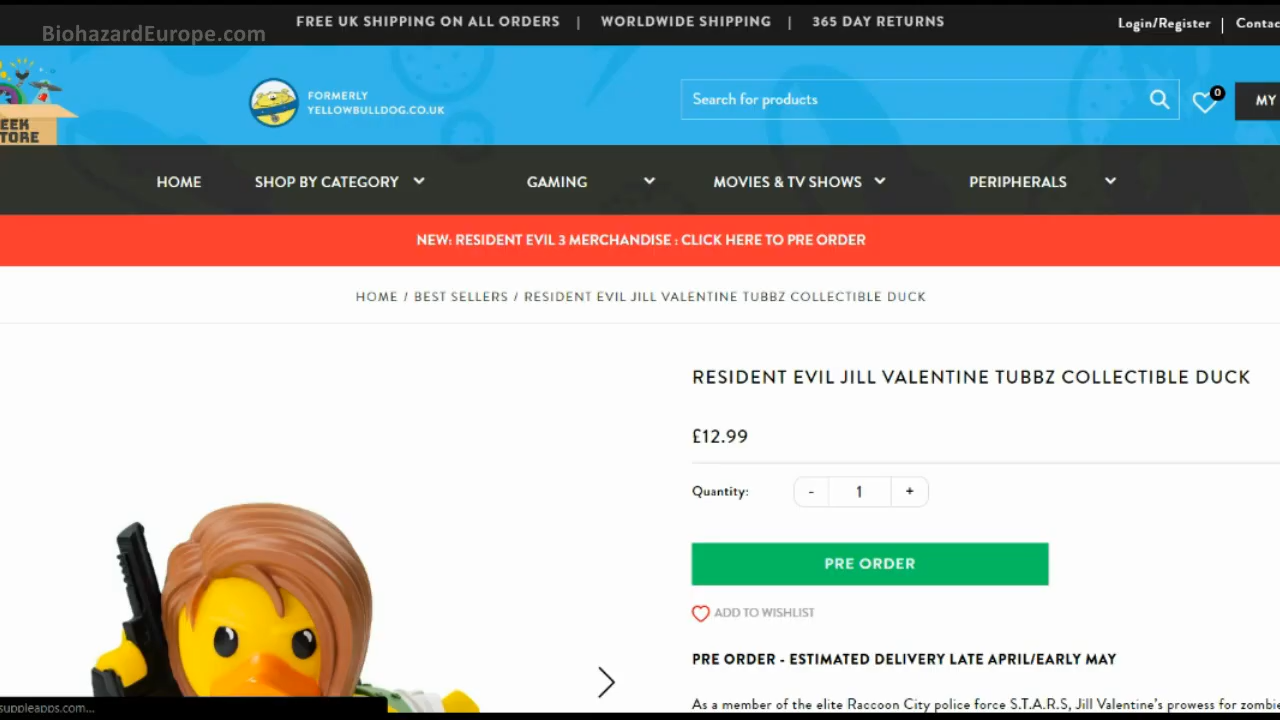 FREE UK SHIPPING ON ALL ORDERS | WORLDWIDE SHIPPING | 365 DAY RETURNS
Login/Register | Contac
BiohazardEurope.com
FORMERLY
YELLOWBULLDOG.CO.UK
Search for products
0
MY
EEK
TORE
HOME SHOP BY CATEGORY GAMING MOVIES & TV SHOWS PERIPHERALS
NEW: RESIDENT EVIL 3 MERCHANDISE : CLICK HERE TO PRE ORDER
HOME / BEST SELLERS / RESIDENT EVIL JILL VALENTINE TUBBZ COLLECTIBLE DUCK
RESIDENT EVIL JILL VALENTINE TUBBZ COLLECTIBLE DUCK
£12.99
Quantity: - 1 +
PRE ORDER
ADD TO WISHLIST
PRE ORDER - ESTIMATED DELIVERY LATE APRIL/EARLY MAY
As a member of the elite Raccoon City police force S.T.A.R.S, Jill Valentine's prowess for zombi
suppleapps.com...